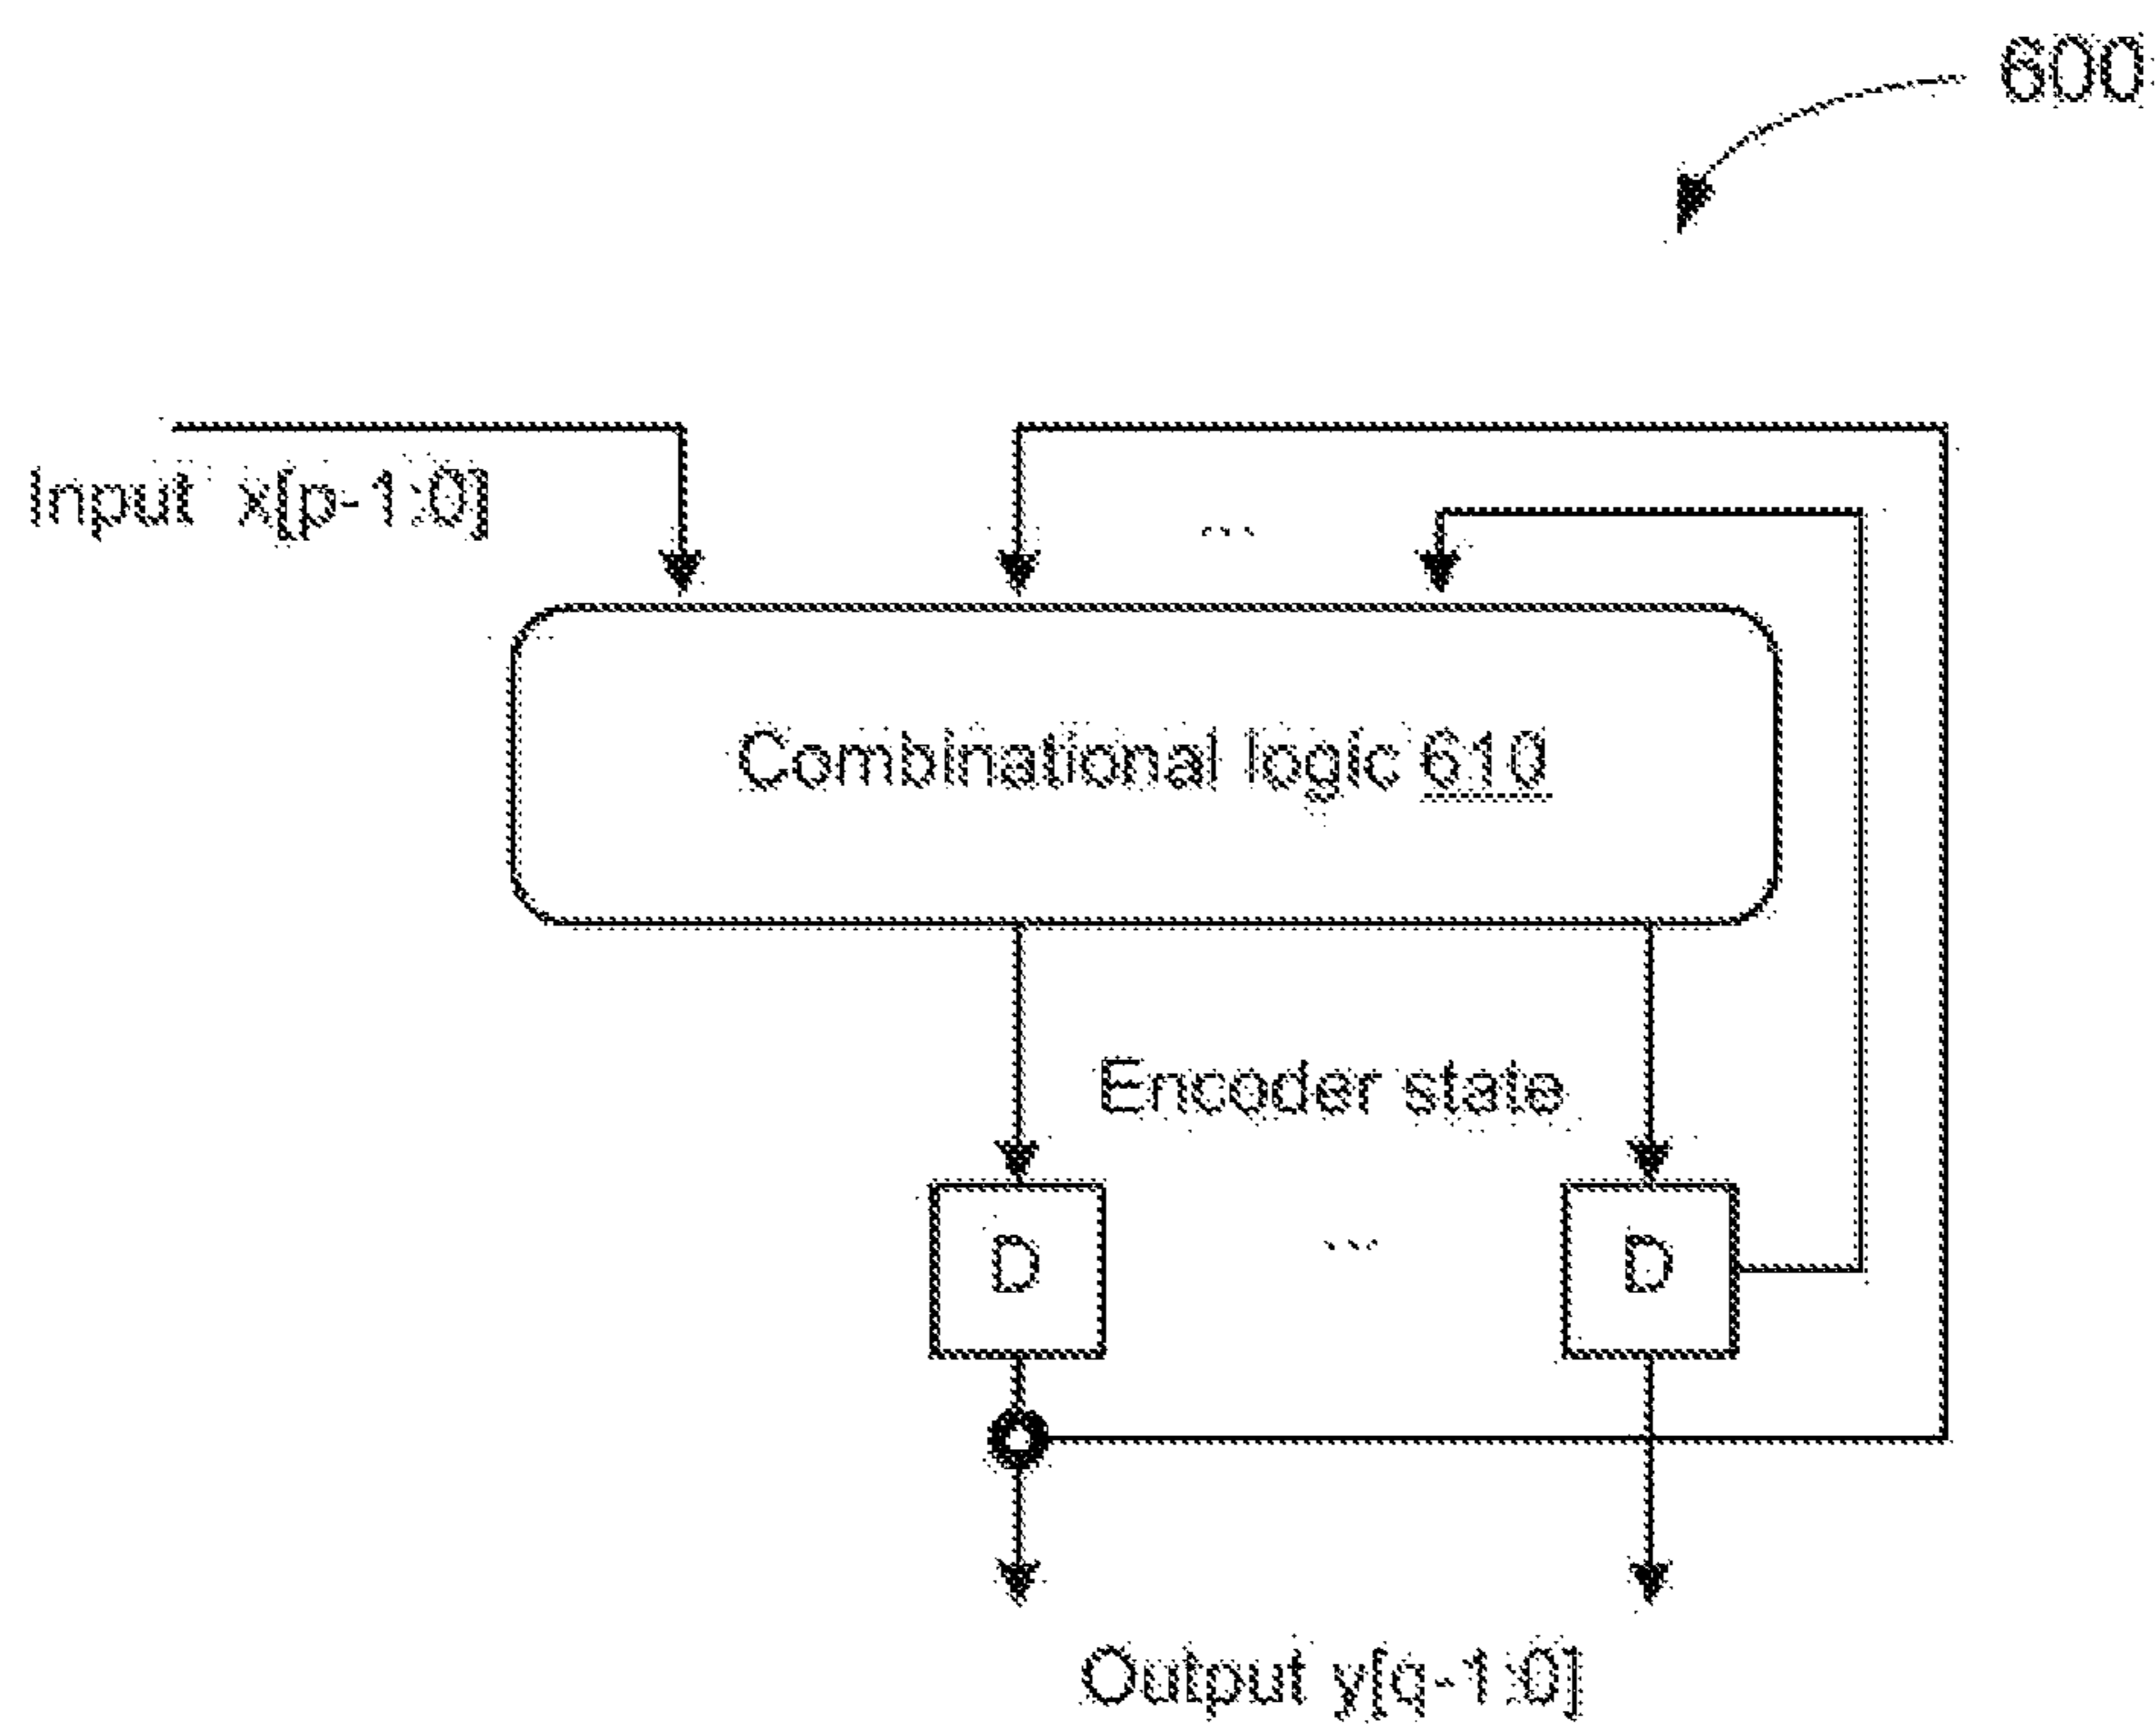 600
Input x[p-1:0]
...
Combinational logic 610
Encoder state
D ... D
Output y[q-1:0]